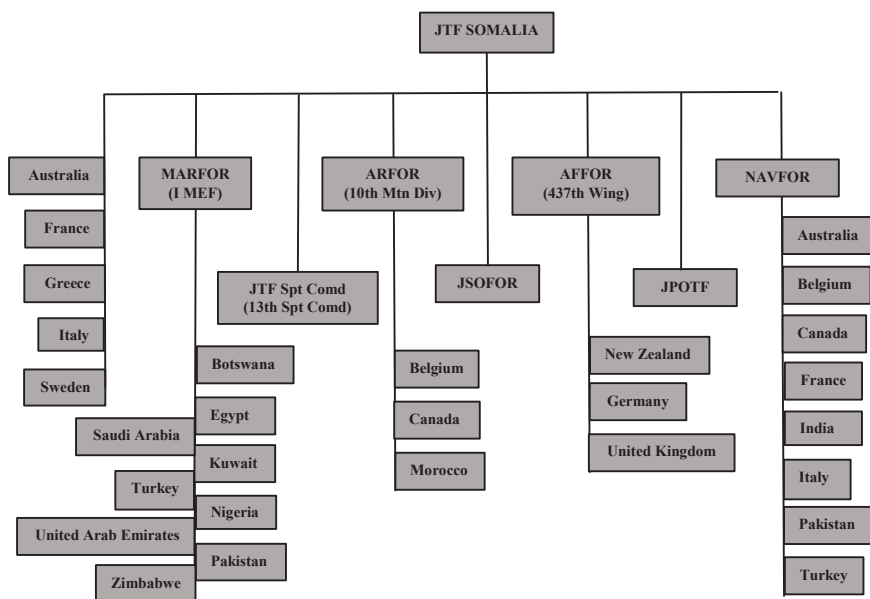 JTF SOMALIA
Australia
France
Greece
Italy
Sweden
MARFOR
(I MEF)
Botswana
Egypt
Saudi Arabia
Kuwait
Turkey
Nigeria
United Arab Emirates
Pakistan
Zimbabwe
JTF Spt Comd
(13th Spt Comd)
ARFOR
(10th Mtn Div)
Belgium
Canada
Morocco
JSOFOR
AFFOR
(437th Wing)
New Zealand
Germany
United Kingdom
JPOTF
NAVFOR
Australia
Belgium
Canada
France
India
Italy
Pakistan
Turkey